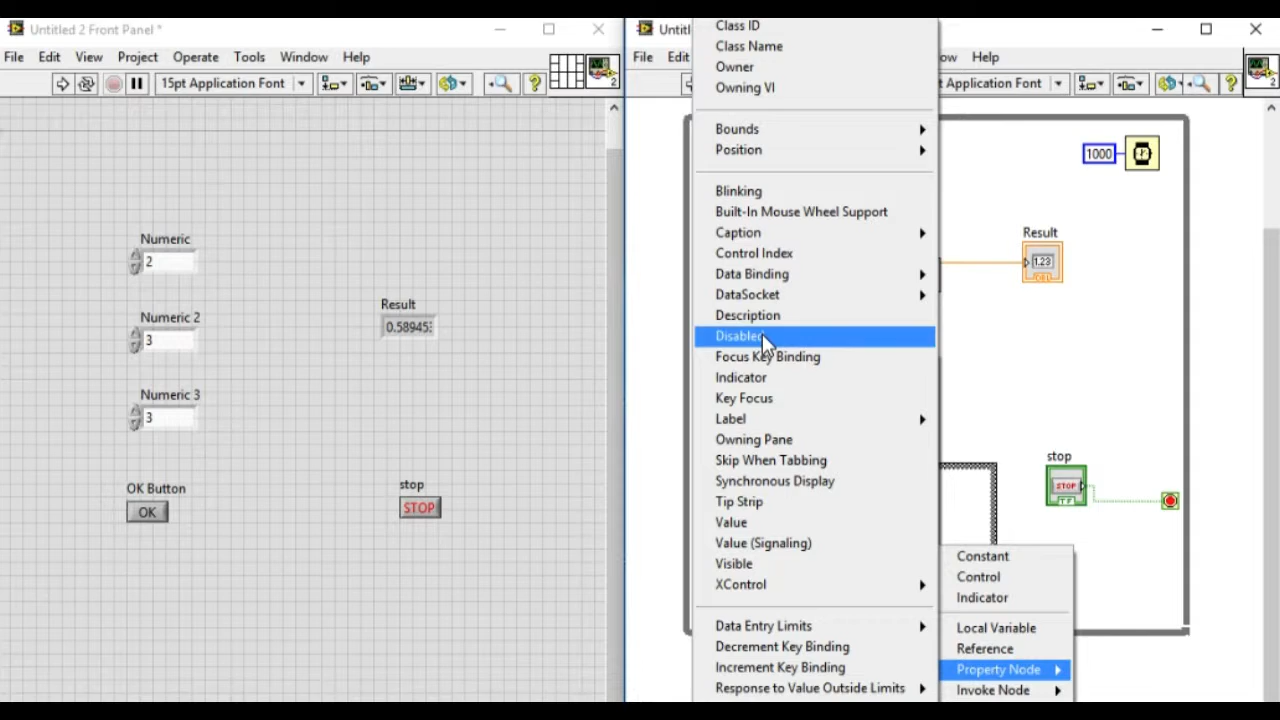 Untitled 2 Front Panel *
File Edit View Project Operate Tools Window Help
15pt Application Font
2
Numeric
2
Numeric 2
3
Numeric 3
3
OK Button
OK
Result
stop
STOP
File
Help
Application Font
2
Class ID
Class Name
Owner
Owning VI
Bounds
Position
Blinking
Built-In Mouse Wheel Support
Caption
Control Index
Data Binding
DataSocket
Description
Disabled
Focus Key Binding
Indicator
Key Focus
Label
Owning Pane
Skip When Tabbing
Synchronous Display
Tip Strip
Value
Value (Signaling)
Visible
XControl
Data Entry Limits
Decrement Key Binding
Increment Key Binding
Response to Value Outside Limits
1000
Result
1.23
stop
STOP
TF
Constant
Control
Indicator
Local Variable
Reference
Property Node
Invoke Node